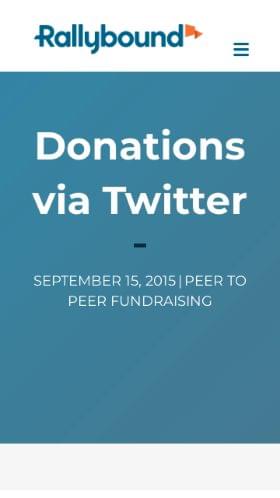 Rallybound
Donations
via Twitter
SEPTEMBER 15, 2015 | PEER TO
PEER FUNDRAISING